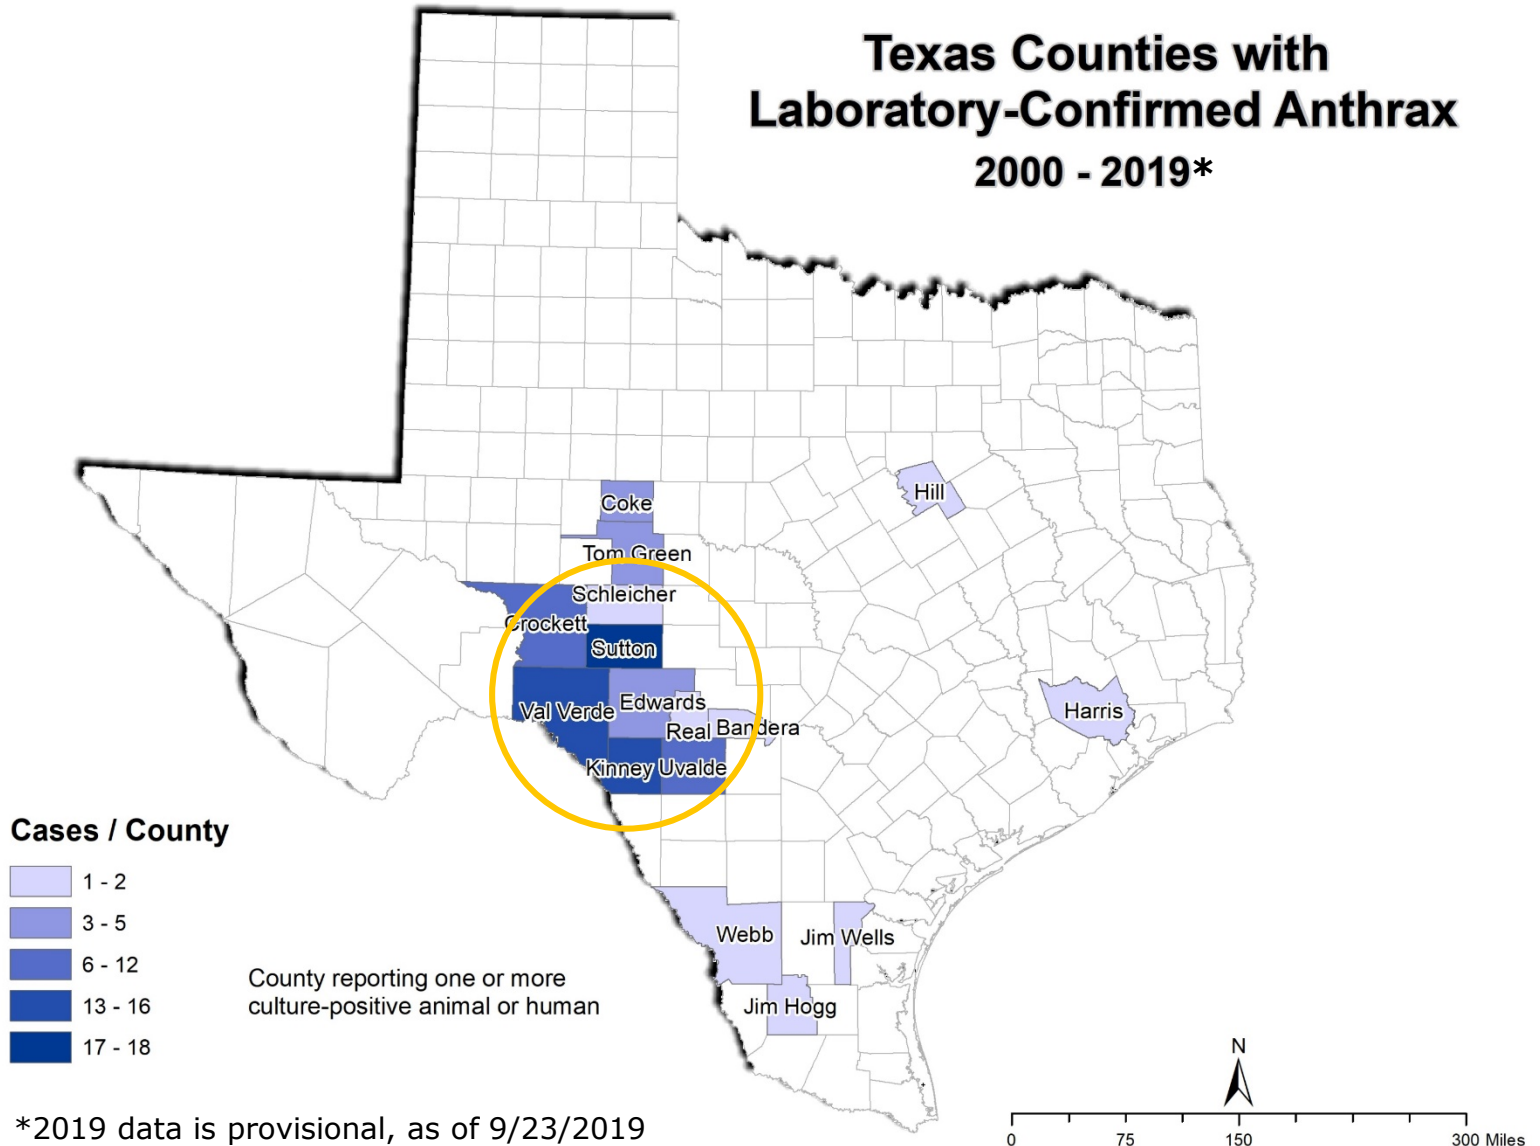 Texas Counties with
Laboratory-Confirmed Anthrax
2000 - 2019*
Hill
Coke
Tom Green
Schleicher
Crockett
Sutton
Edwards
Val Verde
Real
Bandera
Harris
Kinney
Uvalde
Cases / County
1 - 2
3 - 5
6 - 12
13 - 16
17 - 18
County reporting one or more
culture-positive animal or human
Webb
Jim Wells
Jim Hogg
N
0 75 150 300 Miles
*2019 data is provisional, as of 9/23/2019